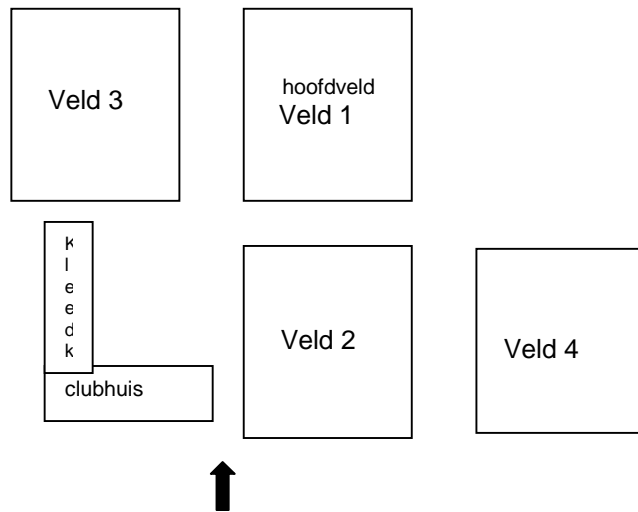 Veld 3
hoofdveld
Veld 1
K
l
e
e
d
k
Veld 2
Veld 4
clubhuis